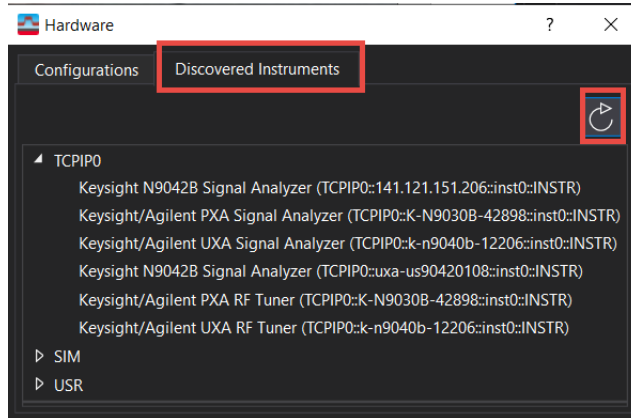 Hardware ? ×
Configurations Discovered Instruments
TCPIP0
Keysight N9042B Signal Analyzer (TCPIP0::141.121.151.206::inst0::INSTR)
Keysight/Agilent PXA Signal Analyzer (TCPIP0::K-N9030B-42898::inst0::INSTR)
Keysight/Agilent UXA Signal Analyzer (TCPIP0::k-n9040b-12206::inst0::INSTR)
Keysight N9042B Signal Analyzer (TCPIP0::uxa-us90420108::inst0::INSTR)
Keysight/Agilent PXA RF Tuner (TCPIP0::K-N9030B-42898::inst0::INSTR)
Keysight/Agilent UXA RF Tuner (TCPIP0::k-n9040b-12206::inst0::INSTR)
SIM
USR